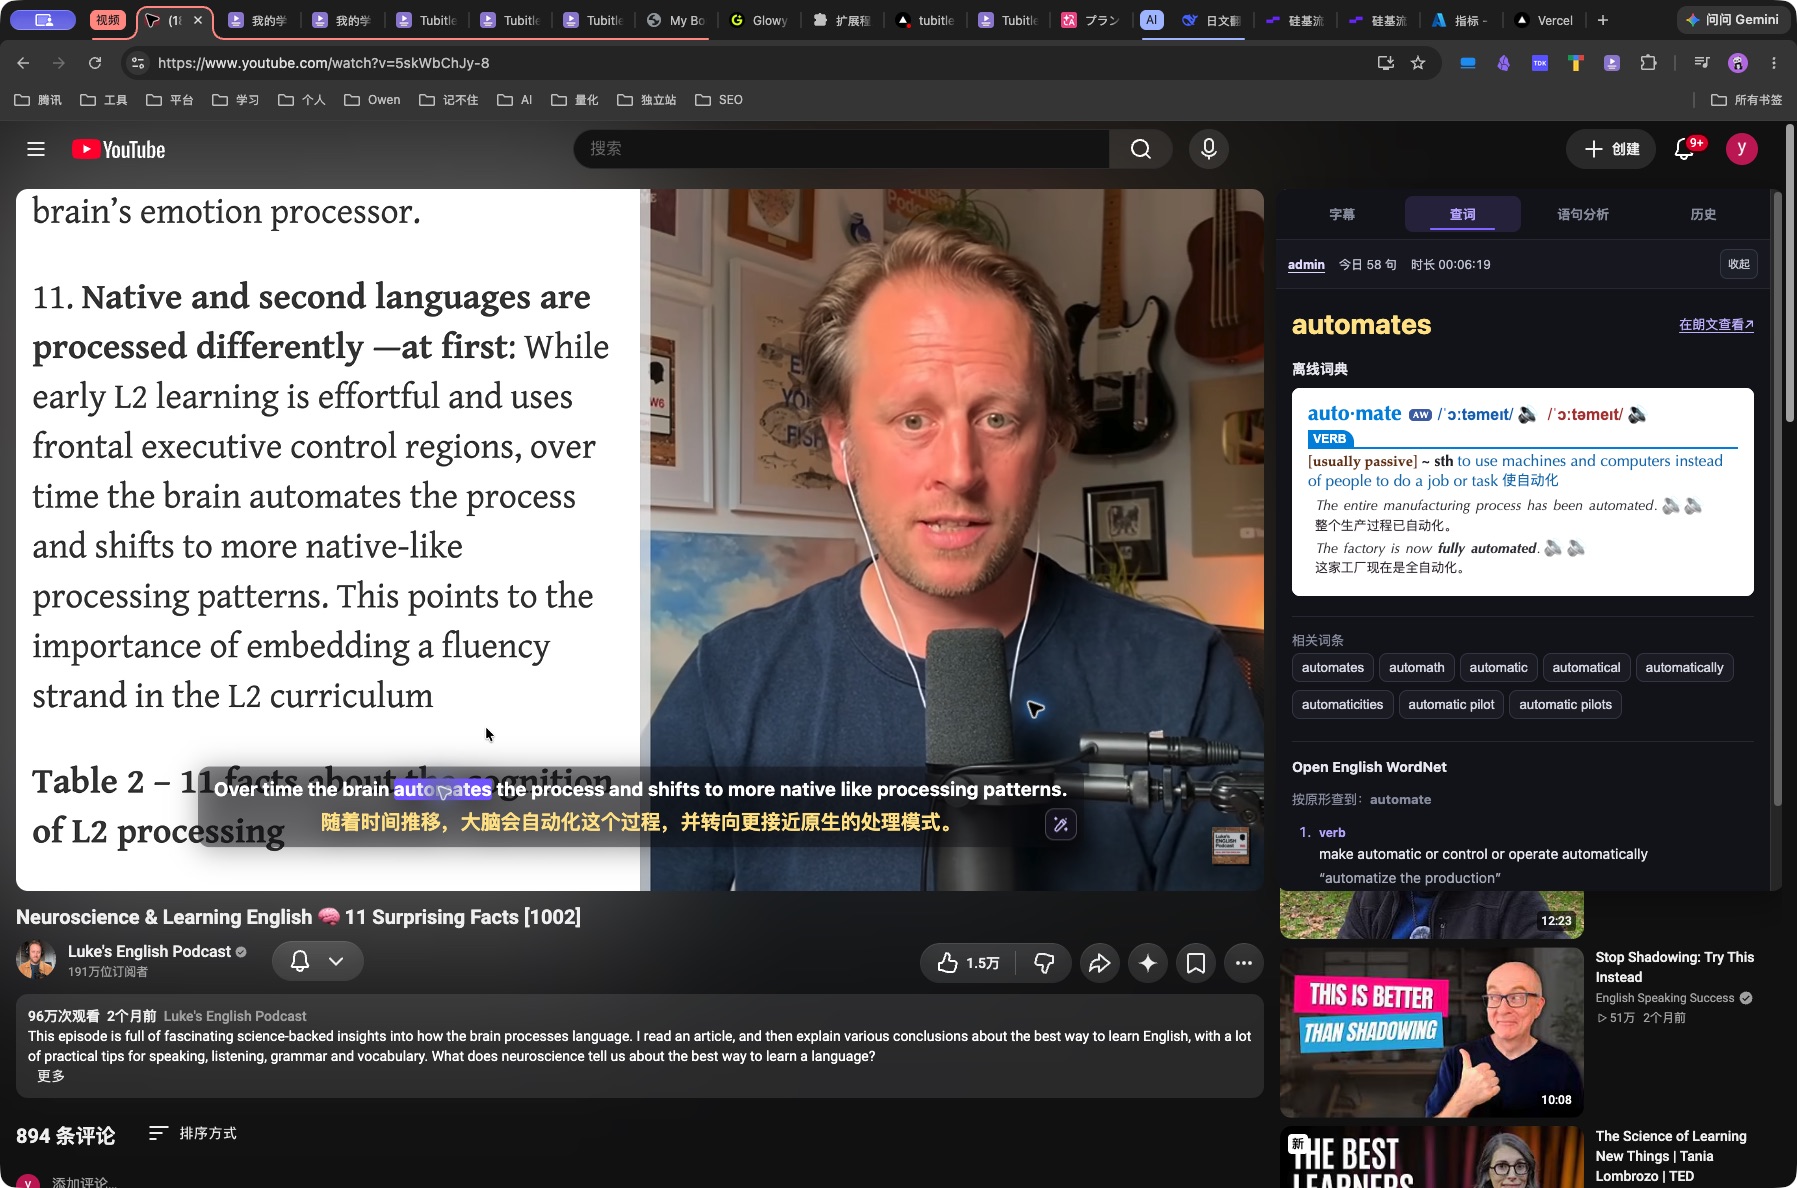 视频
(1
我的学
我的学
Tubitle
Tubitle
Tubitle
My Bo
Glowy
扩展程
tubitle
Tubitle
プラン
AI
日文翻
硅基流
硅基流
指标 -
Vercel
问问 Gemini
https://www.youtube.com/watch?v=5skWbChJy-8
TDK
腾讯
工具
平台
学习
个人
Owen
记不住
AI
量化
独立站
SEO
所有书签
YouTube
搜索
创建
9+
y
brain’s emotion processor.
11. Native and second languages are
processed differently —at first: While
early L2 learning is effortful and uses
frontal executive control regions, over
time the brain automates the process
and shifts to more native-like
processing patterns. This points to the
importance of embedding a fluency
strand in the L2 curriculum
Table 2 – 11 facts about the cognition
of L2 processing
Over time the brain automates the process and shifts to more native like processing patterns.
随着时间推移，大脑会自动化这个过程，并转向更接近原生的处理模式。
字幕
查词
语句分析
历史
admin
今日 58 句
时长 00:06:19
收起
automates
在朗文查看↗
离线词典
auto·mate AW /ˈɔːtəmeɪt/ /ˈɔːtəmeɪt/
VERB
[usually passive] ~ sth to use machines and computers instead
of people to do a job or task 使自动化
The entire manufacturing process has been automated.
整个生产过程已自动化。
The factory is now fully automated.
这家工厂现在是全自动化。
相关词条
automates
automath
automatic
automatical
automatically
automaticities
automatic pilot
automatic pilots
Open English WordNet
按原形查到：automate
1. verb
make automatic or control or operate automatically
“automatize the production”
Neuroscience & Learning English 🧠 11 Surprising Facts [1002]
Luke's English Podcast
191万位订阅者
1.5万
96万次观看 2个月前 Luke's English Podcast
This episode is full of fascinating science-backed insights into how the brain processes language. I read an article, and then explain various conclusions about the best way to learn English, with a lot
of practical tips for speaking, listening, grammar and vocabulary. What does neuroscience tell us about the best way to learn a language?
更多
894 条评论
排序方式
y
添加评论...
12:23
THIS IS BETTER
THAN SHADOWING
10:08
Stop Shadowing: Try This
Instead
English Speaking Success
51万 2个月前
新
THE BEST
LEARNERS
The Science of Learning
New Things | Tania
Lombrozo | TED